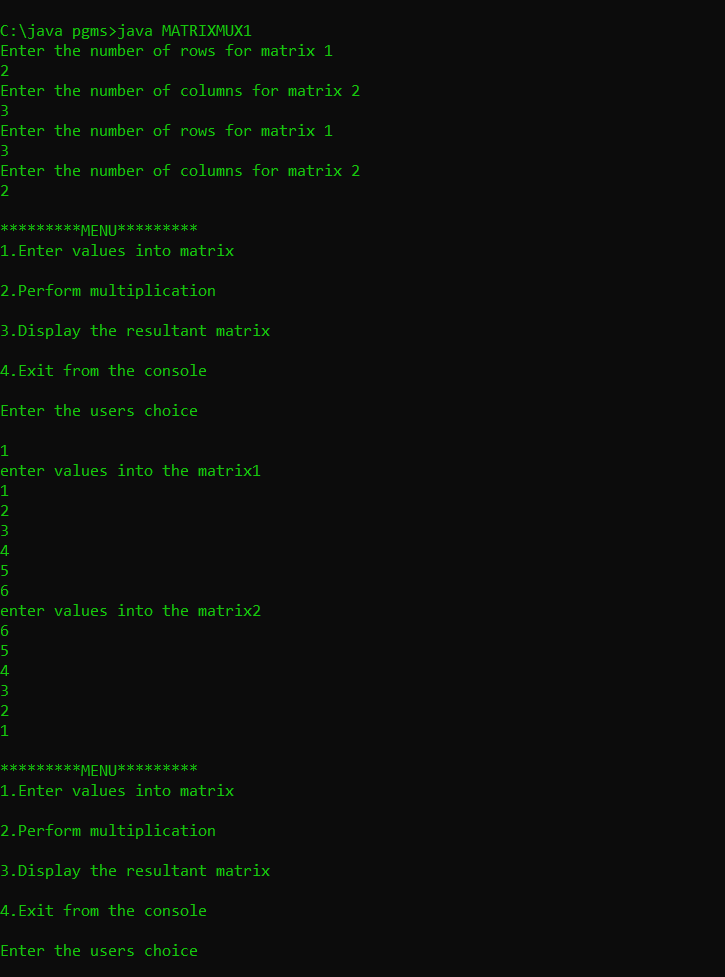 C:\java pgms>java MATRIXMUX1
Enter the number of rows for matrix 1
2
Enter the number of columns for matrix 2
3
Enter the number of rows for matrix 1
3
Enter the number of columns for matrix 2
2
*********MENU*********
1.Enter values into matrix
2.Perform multiplication
3.Display the resultant matrix
4.Exit from the console
Enter the users choice
1
enter values into the matrix1
1
2
3
4
5
6
enter values into the matrix2
6
5
4
3
2
1
*********MENU*********
1.Enter values into matrix
2.Perform multiplication
3.Display the resultant matrix
4.Exit from the console
Enter the users choice